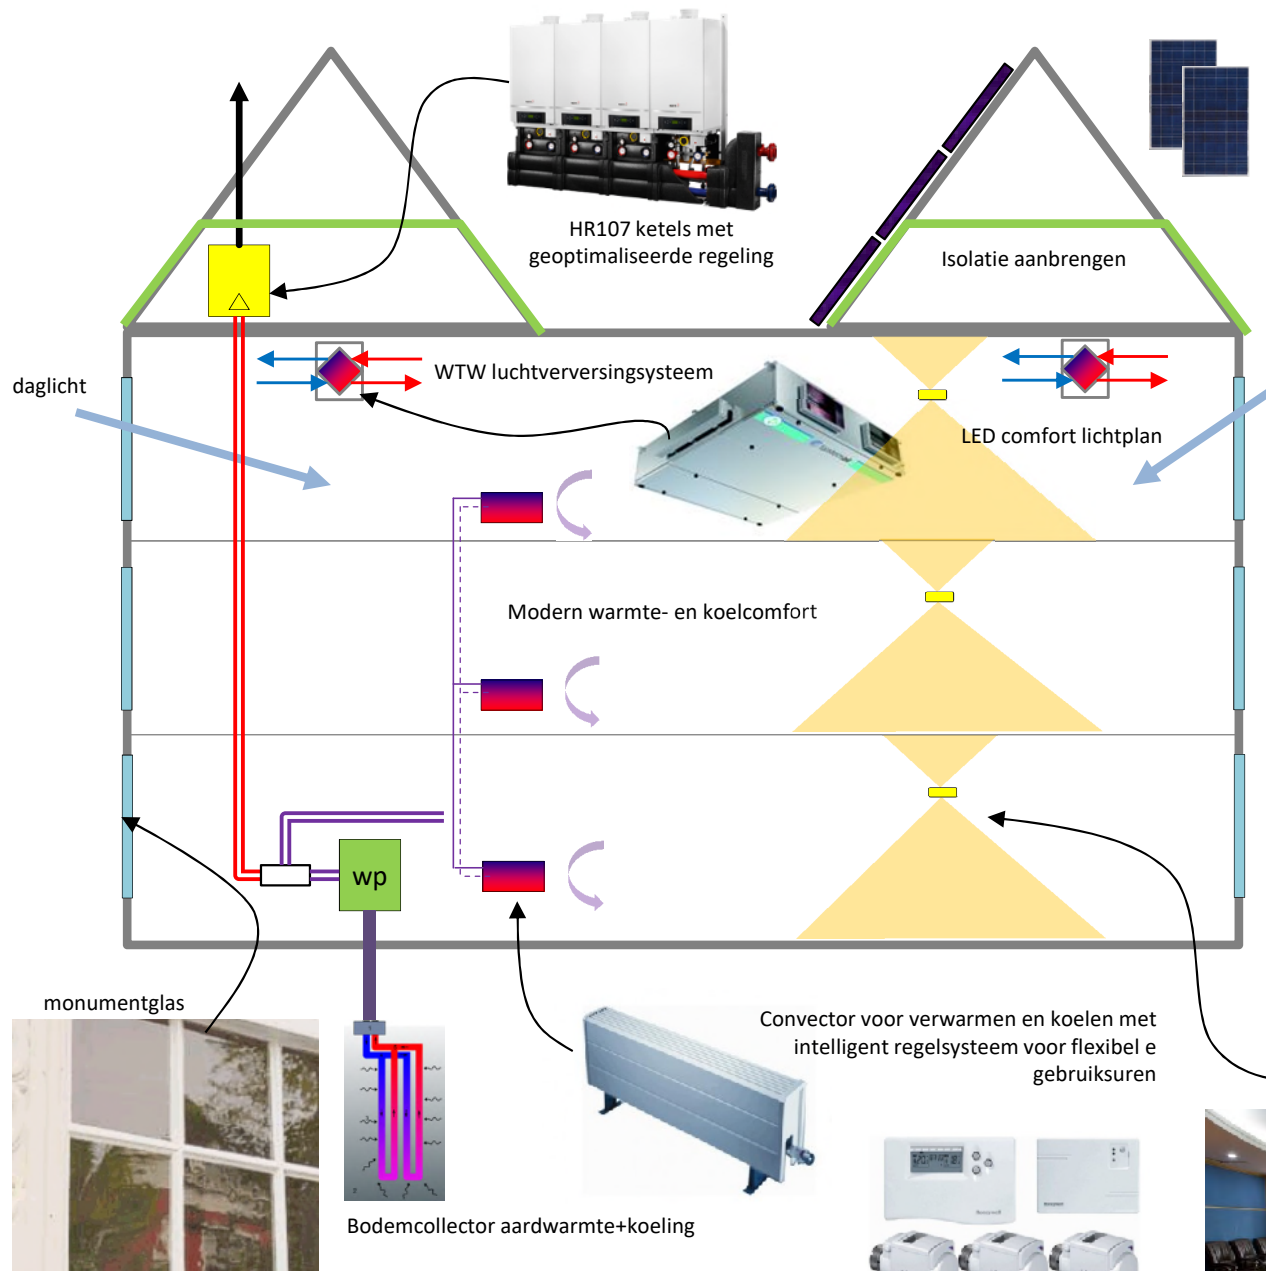 HR107 ketels met
geoptimaliseerde regeling
Isolatie aanbrengen
daglicht
WTW luchtverversingsysteem
LED comfort lichtplan
Modern warmte- en koelcomfort
wp
monumentglas
Convector voor verwarmen en koelen met
intelligent regelsysteem voor flexibel e
gebruiksuren
Bodemcollector aardwarmte+koeling